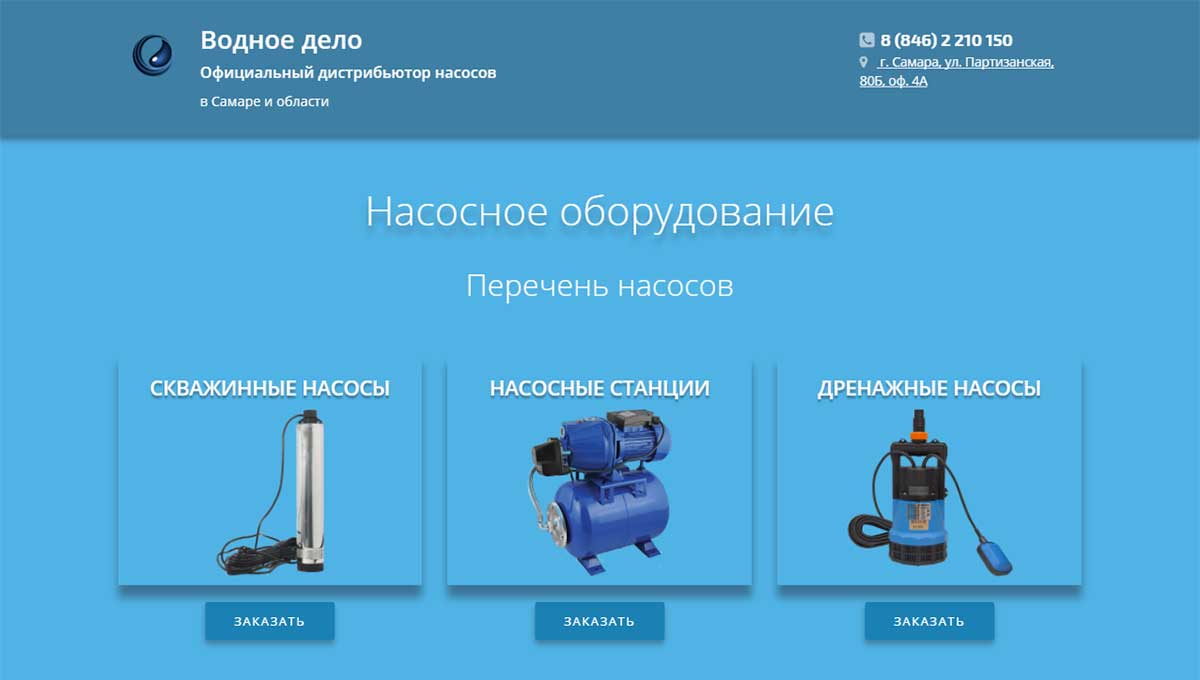 Водное дело
Официальный дистрибьютор насосов
в Самаре и области
8 (846) 2 210 150
г. Самара, ул. Партизанская,
80Б, оф. 4А
Насосное оборудование
Перечень насосов
СКВАЖИННЫЕ НАСОСЫ
НАСОСНЫЕ СТАНЦИИ
ДРЕНАЖНЫЕ НАСОСЫ
ЗАКАЗАТЬ
ЗАКАЗАТЬ
ЗАКАЗАТЬ